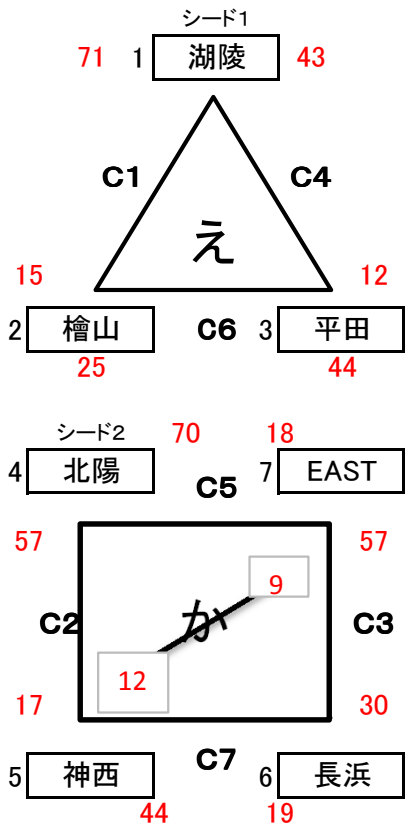 シード1
71 1 湖陵 43
C1 C4
え
15 12
2 檜山 C6 3 平田
25 44
シード2 70 18
4 北陽 C5 7 EAST
57 57
9
C2 か C3
12
17 30
5 神西 C7 6 長浜
44 19